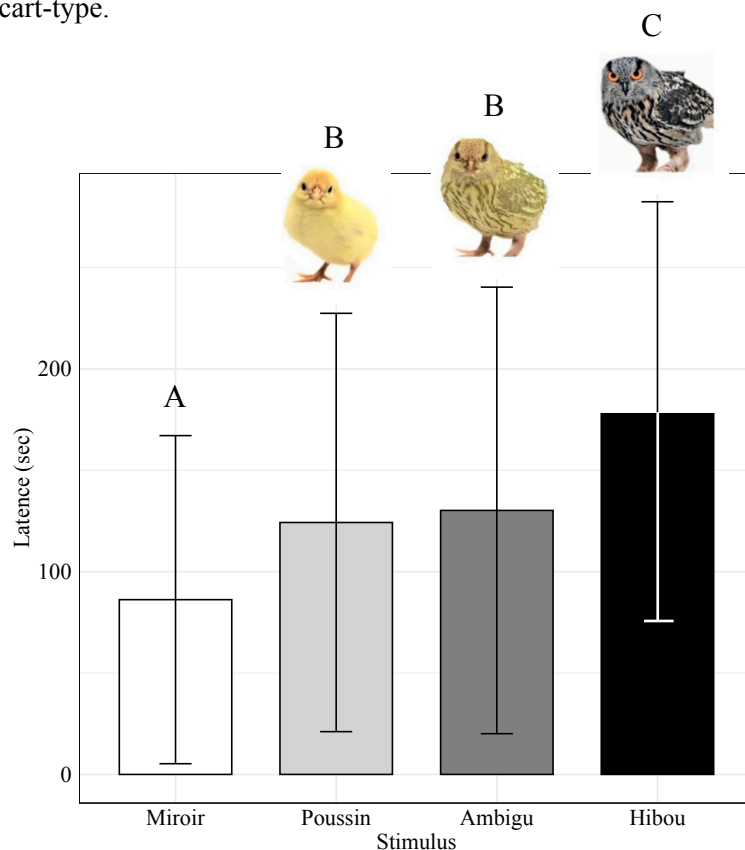 cart-type.
C
B
B
A
200
100
0
Latence (sec)
Miroir Poussin Ambigu Hibou
Stimulus